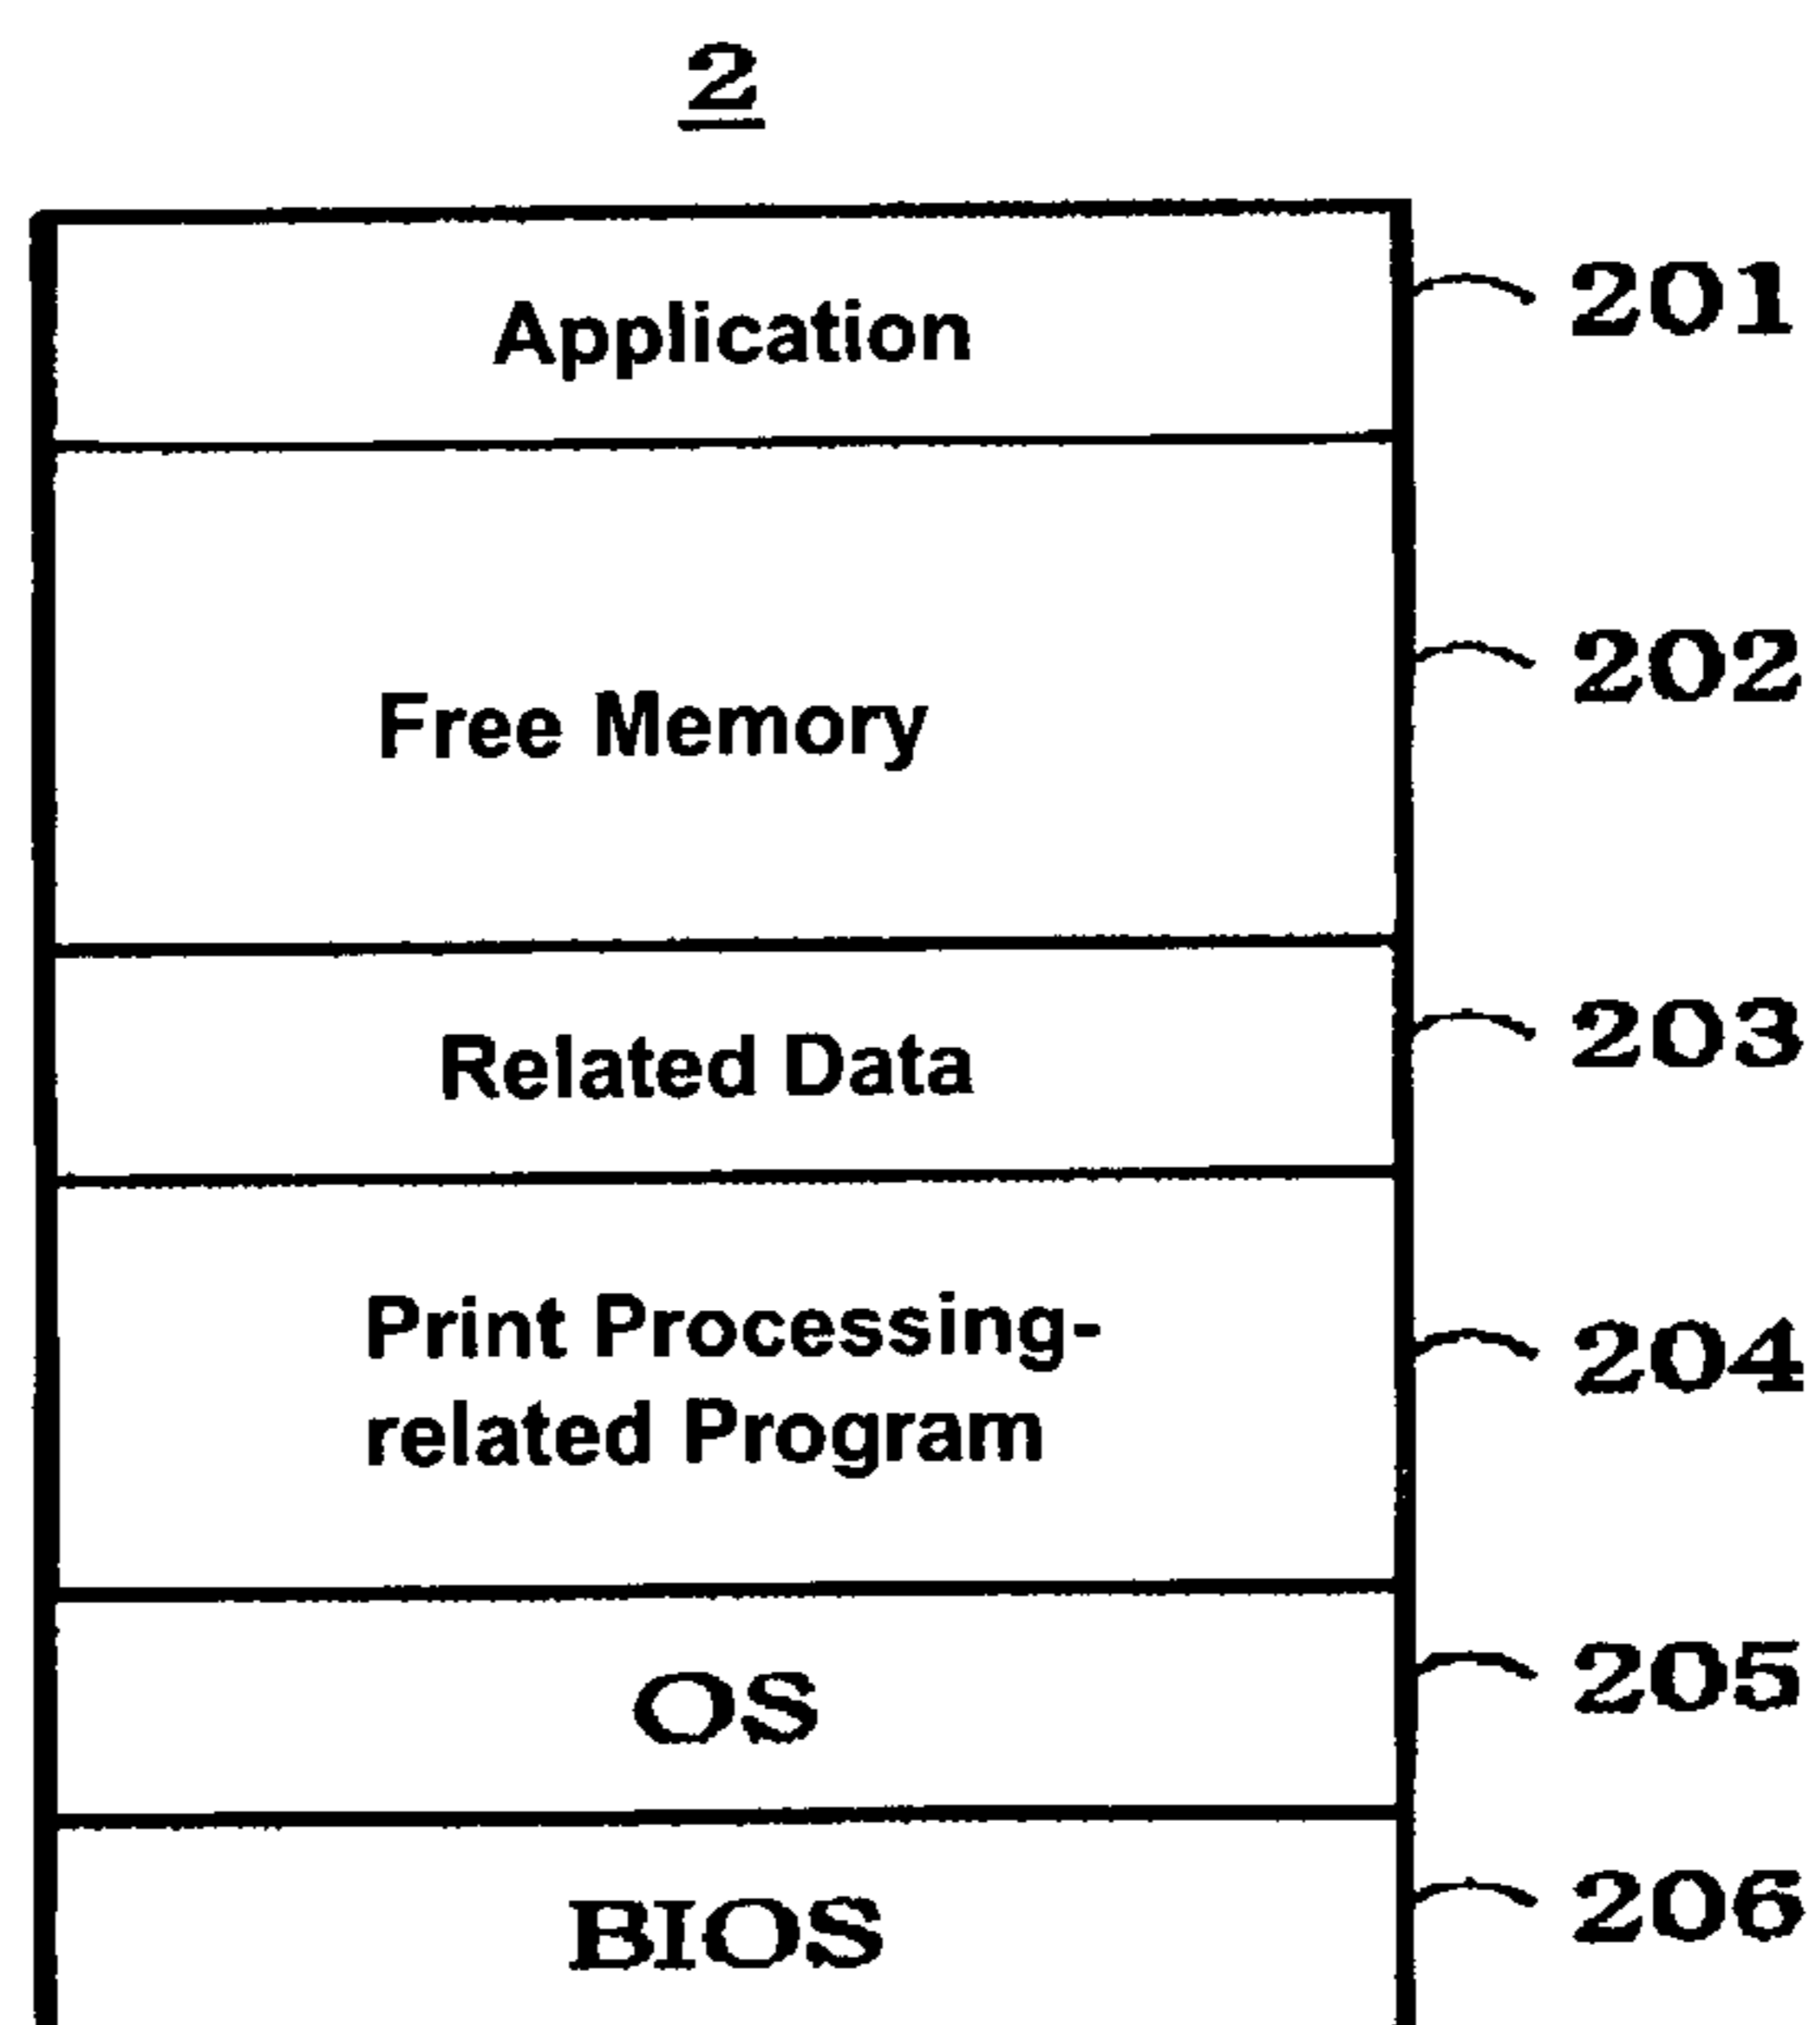 2
Application
201
Free Memory
202
Related Data
203
Print Processing-
related Program
204
OS
205
BIOS
206